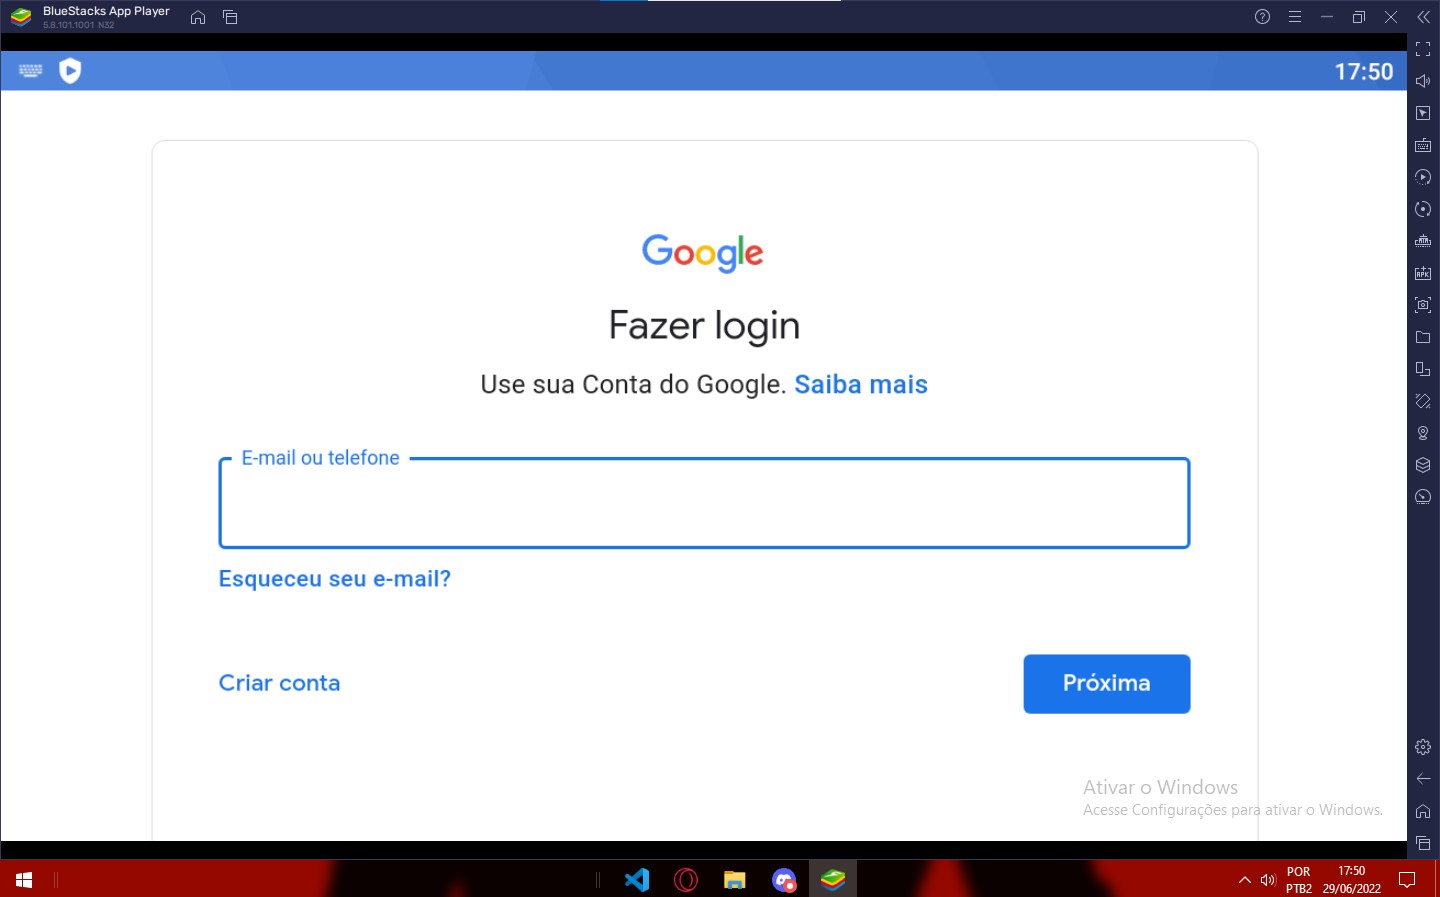 BlueStacks App Player
5.8.101.1001 N32
17:50
Google
Fazer login
Use sua Conta do Google. Saiba mais
E-mail ou telefone
Esqueceu seu e-mail?
Criar conta
Próxima
Ativar o Windows
Acesse Configurações para ativar o Windows.
POR
PTB2
17:50
29/06/2022
APK